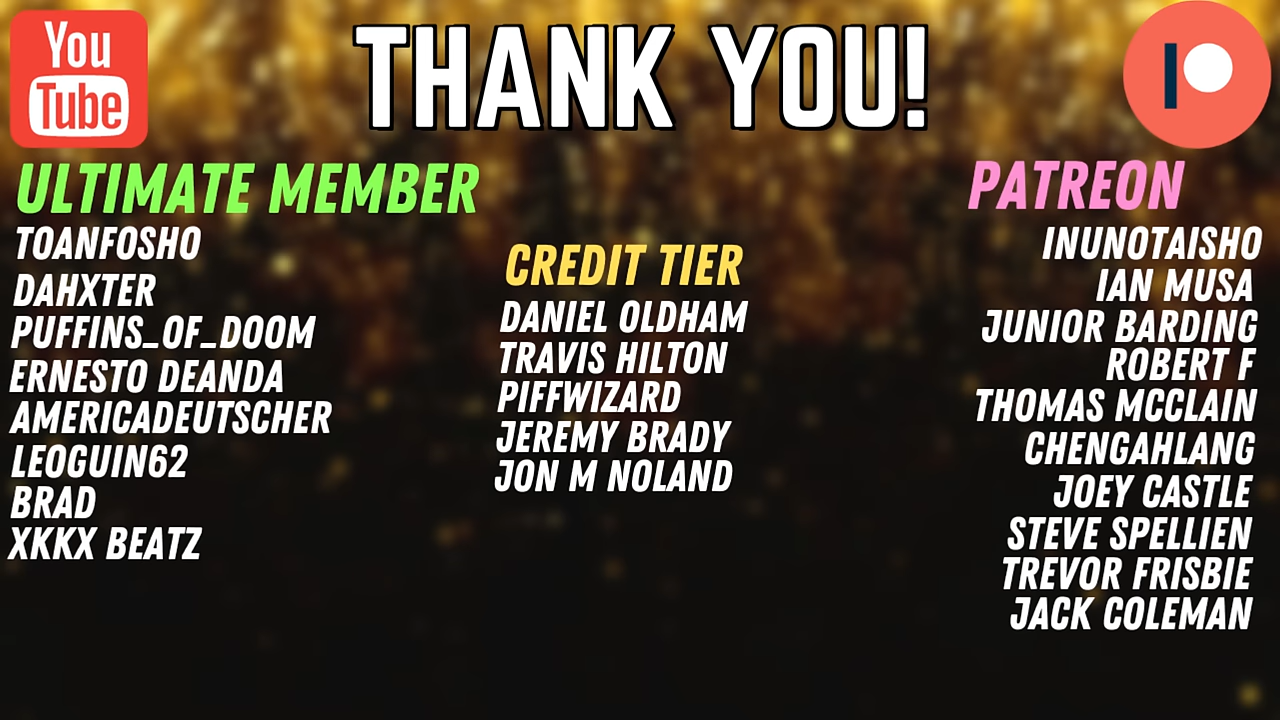 You
Tube
THANK YOU!
ULTIMATE MEMBER
TOANFOSHO
DAHXTER
PUFFINS_OF_DOOM
ERNESTO DEANDA
AMERICADEUTSCHER
LEOGUIN62
BRAD
XKKX BEATZ
CREDIT TIER
DANIEL OLDHAM
TRAVIS HILTON
PIFFWIZARD
JEREMY BRADY
JON M NOLAND
PATREON
INUNOTAISHO
IAN MUSA
JUNIOR BARDING
ROBERT F
THOMAS MCCLAIN
CHENGAHLANG
JOEY CASTLE
STEVE SPELLIEN
TREVOR FRISBIE
JACK COLEMAN